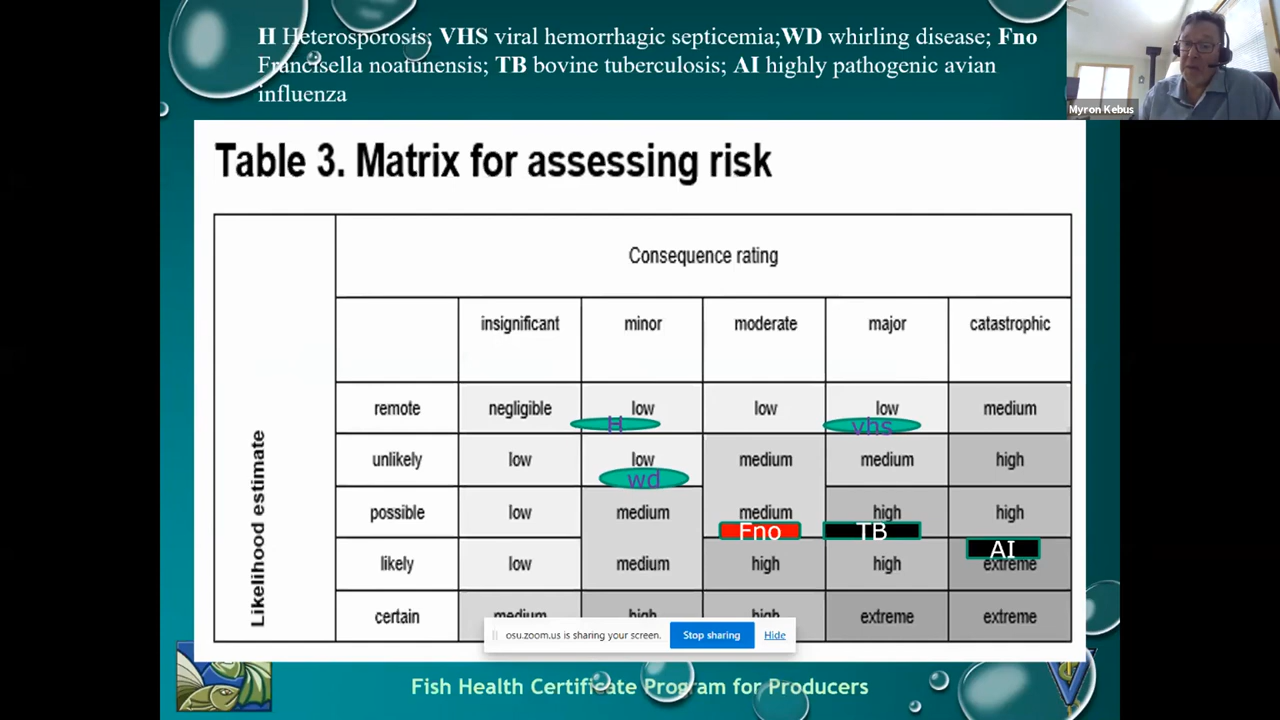 H Heterosporosis; VHS viral hemorrhagic septicemia;WD whirling disease; Fno
Francisella noatunensis; TB bovine tuberculosis; AI highly pathogenic avian
influenza
Myron Kebus
Table 3. Matrix for assessing risk
Consequence rating
insignificant minor moderate major catastrophic
Likelihood estimate
remote negligible low low low medium
H vhs
unlikely low low medium medium high
wd
possible low medium medium high high
Fno TB
AI
likely low medium high high extreme
certain medium high high extreme extreme
osu.zoom.us is sharing your screen. Stop sharing Hide
Fish Health Certificate Program for Producers